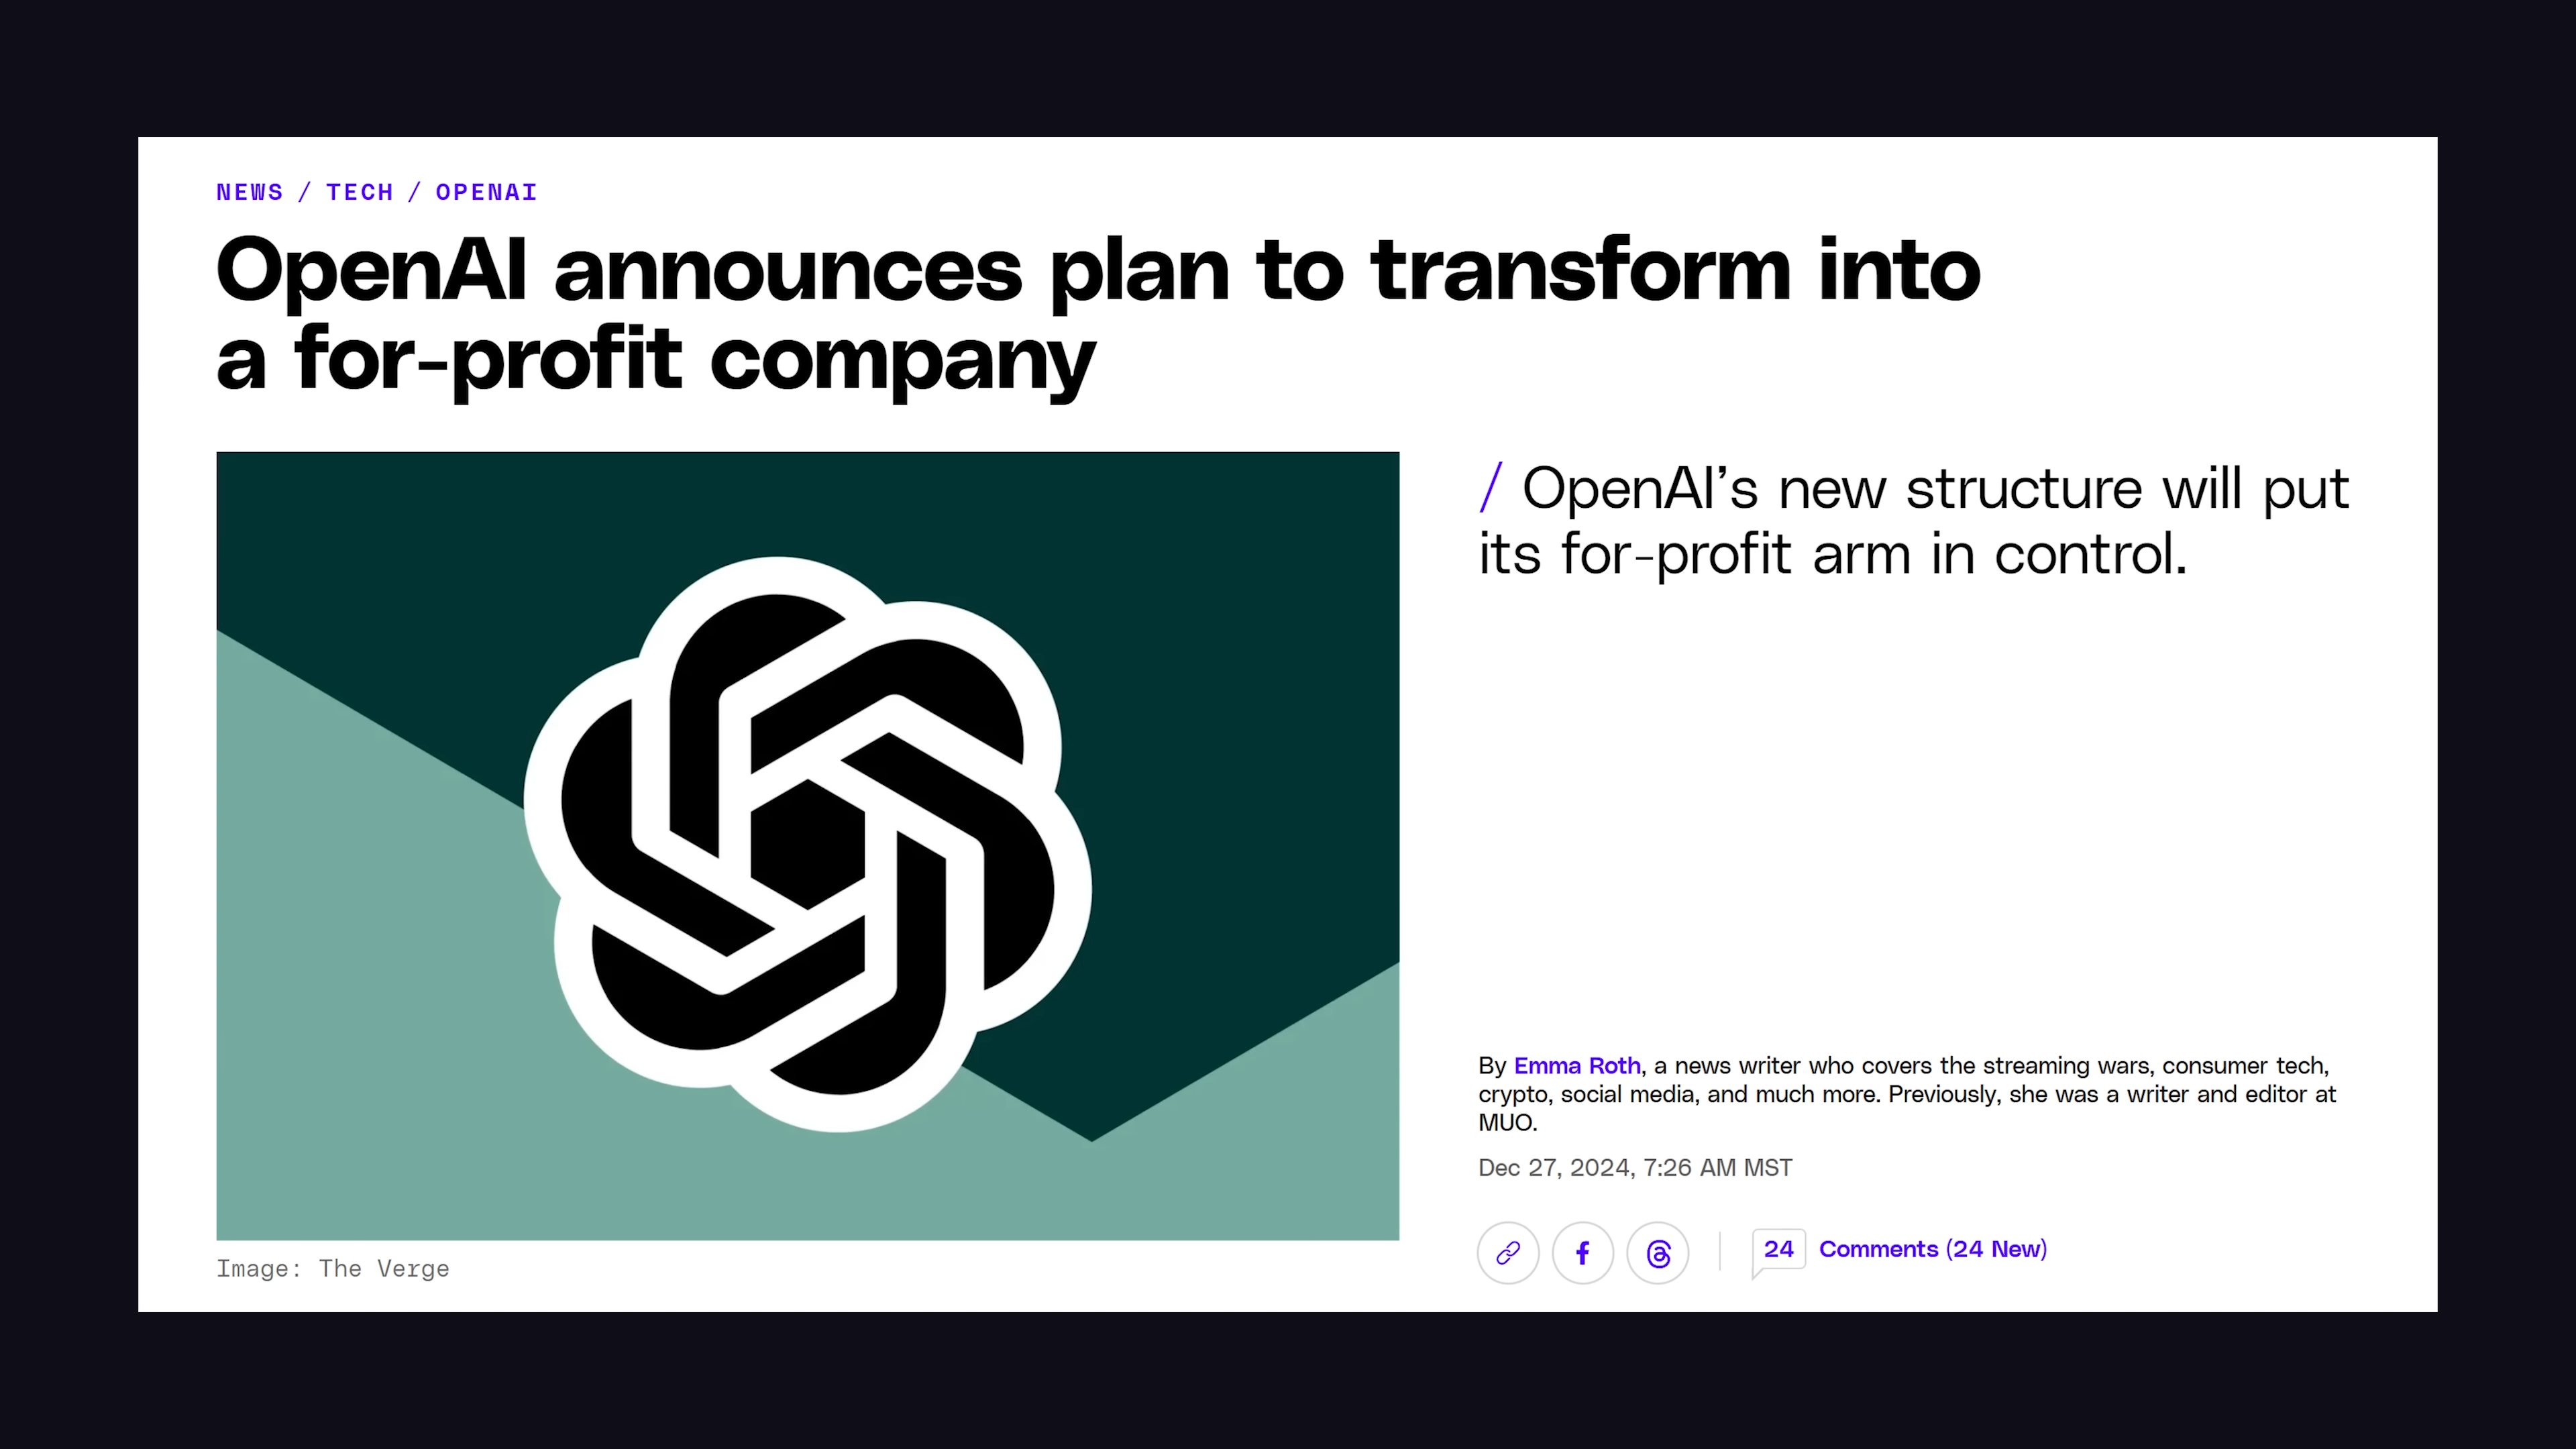 NEWS / TECH / OPENAI
OpenAI announces plan to transform into
a for-profit company
/ OpenAI’s new structure will put
its for-profit arm in control.
By Emma Roth, a news writer who covers the streaming wars, consumer tech,
crypto, social media, and much more. Previously, she was a writer and editor at
MUO.
Dec 27, 2024, 7:26 AM MST
24 Comments (24 New)
Image: The Verge